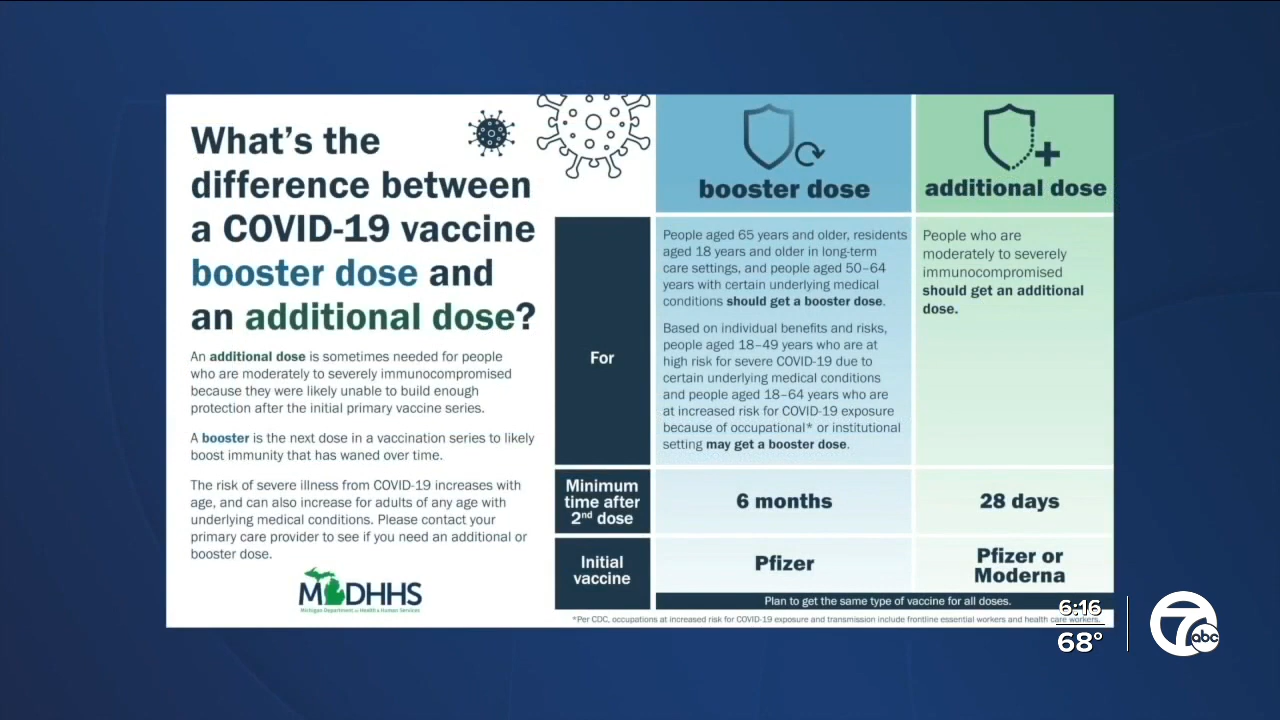 What's the
difference between
a COVID-19 vaccine
booster dose and
an additional dose?
An additional dose is sometimes needed for people
who are moderately to severely immunocompromised
because they were likely unable to build enough
protection after the initial primary vaccine series.
A booster is the next dose in a vaccination series to likely
boost immunity that has waned over time.
The risk of severe illness from COVID-19 increases with
age, and can also increase for adults of any age with
underlying medical conditions. Please contact your
primary care provider to see if you need an additional or
booster dose.
MDHHS
Michigan Department of Health & Human Services
booster dose
additional dose
For
People aged 65 years and older, residents
aged 18 years and older in long-term
care settings, and people aged 50–64
years with certain underlying medical
conditions should get a booster dose.
Based on individual benefits and risks,
people aged 18–49 years who are at
high risk for severe COVID-19 due to
certain underlying medical conditions
and people aged 18–64 years who are
at increased risk for COVID-19 exposure
because of occupational* or institutional
setting may get a booster dose.
People who are
moderately to severely
immunocompromised
should get an additional
dose.
Minimum
time after
2nd dose
6 months
28 days
Initial
vaccine
Pfizer
Pfizer or
Moderna
Plan to get the same type of vaccine for all doses.
*Per CDC, occupations at increased risk for COVID-19 exposure and transmission include frontline essential workers and health care workers.
6:16
68°
7
abc